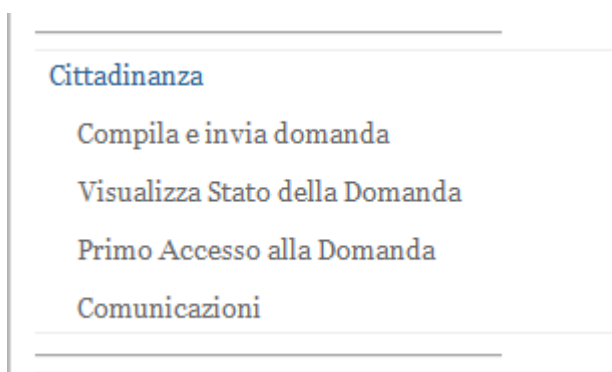 Cittadinanza
Compila e invia domanda
Visualizza Stato della Domanda
Primo Accesso alla Domanda
Comunicazioni